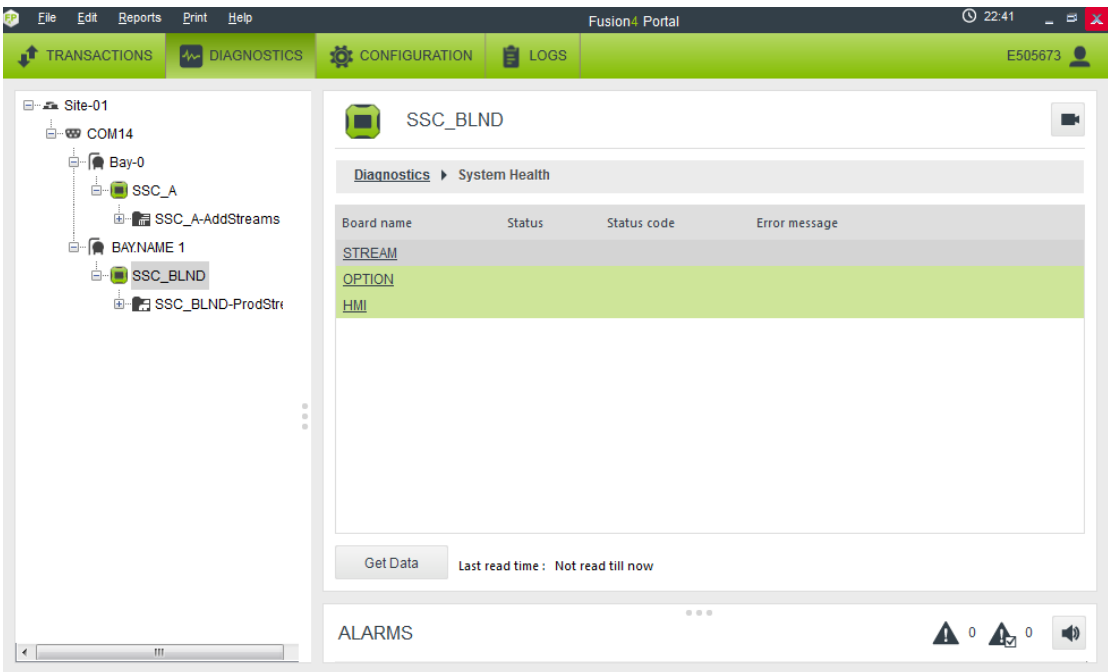 FP File Edit Reports Print Help Fusion4 Portal 22:41
TRANSACTIONS DIAGNOSTICS CONFIGURATION LOGS E505673
Site-01
COM14
Bay-0
SSC_A
SSC_A-AddStreams
BAY.NAME 1
SSC_BLND
SSC_BLND-ProdStre
SSC_BLND
Diagnostics System Health
Board name Status Status code Error message
STREAM
OPTION
HMI
Get Data Last read time : Not read till now
ALARMS 0 0